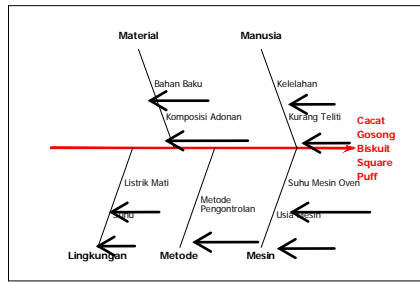 Material
Manusia
Bahan Baku
Kelelahan
Komposisi Adonan
Kurang Teliti
Cacat
Gosong
Biskuit
Square
Puff
Listrik Mati
Suhu Mesin Oven
Metode
Pengontrolan
Suhu
Usia Mesin
Lingkungan
Metode
Mesin